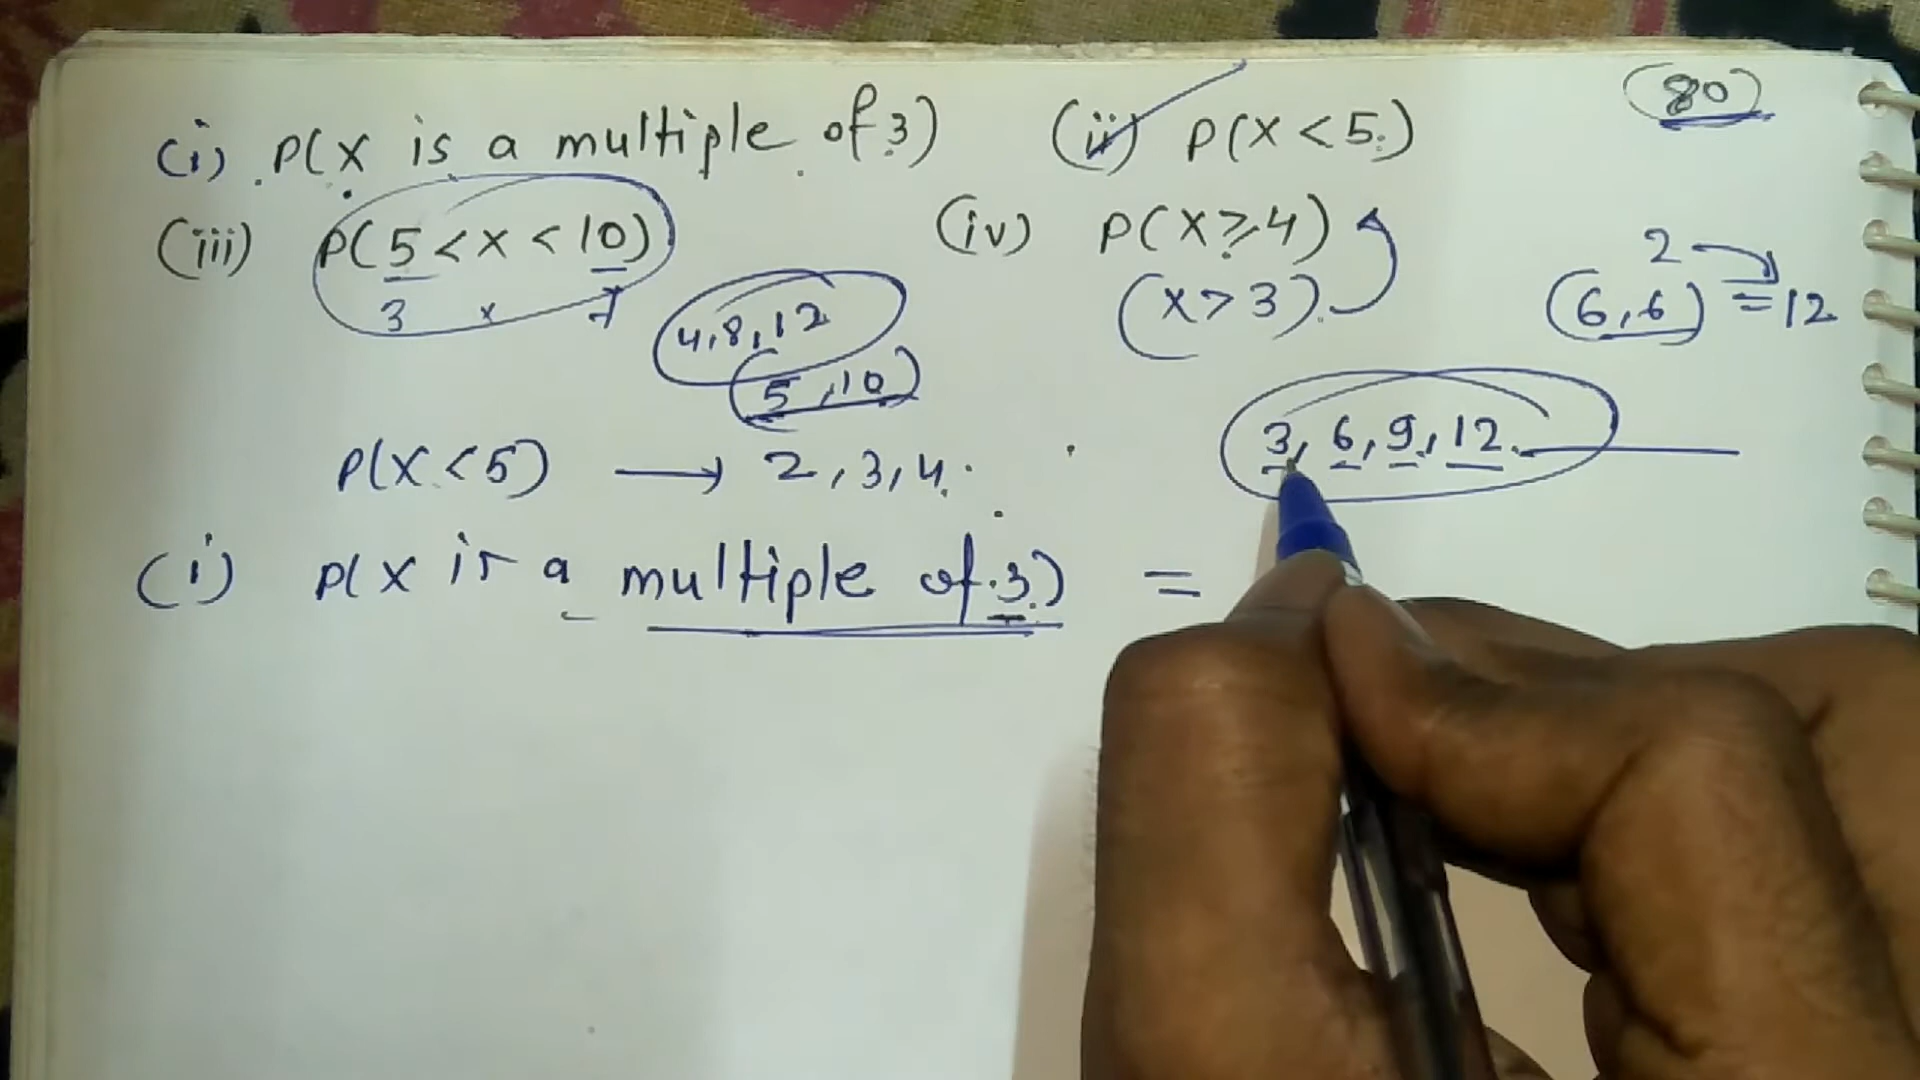 (80)
(i) P(X is a multiple of 3) (ii) P(X < 5)
(iii) P(5 < x < 10) (iv) P(X ≥ 4)
3 x 7 (x > 3)
2
(6,6) = 12
4,8,12
5,10
3, 6, 9, 12
P(X < 5) → 2, 3, 4.
(i) P(X is a multiple of 3) =